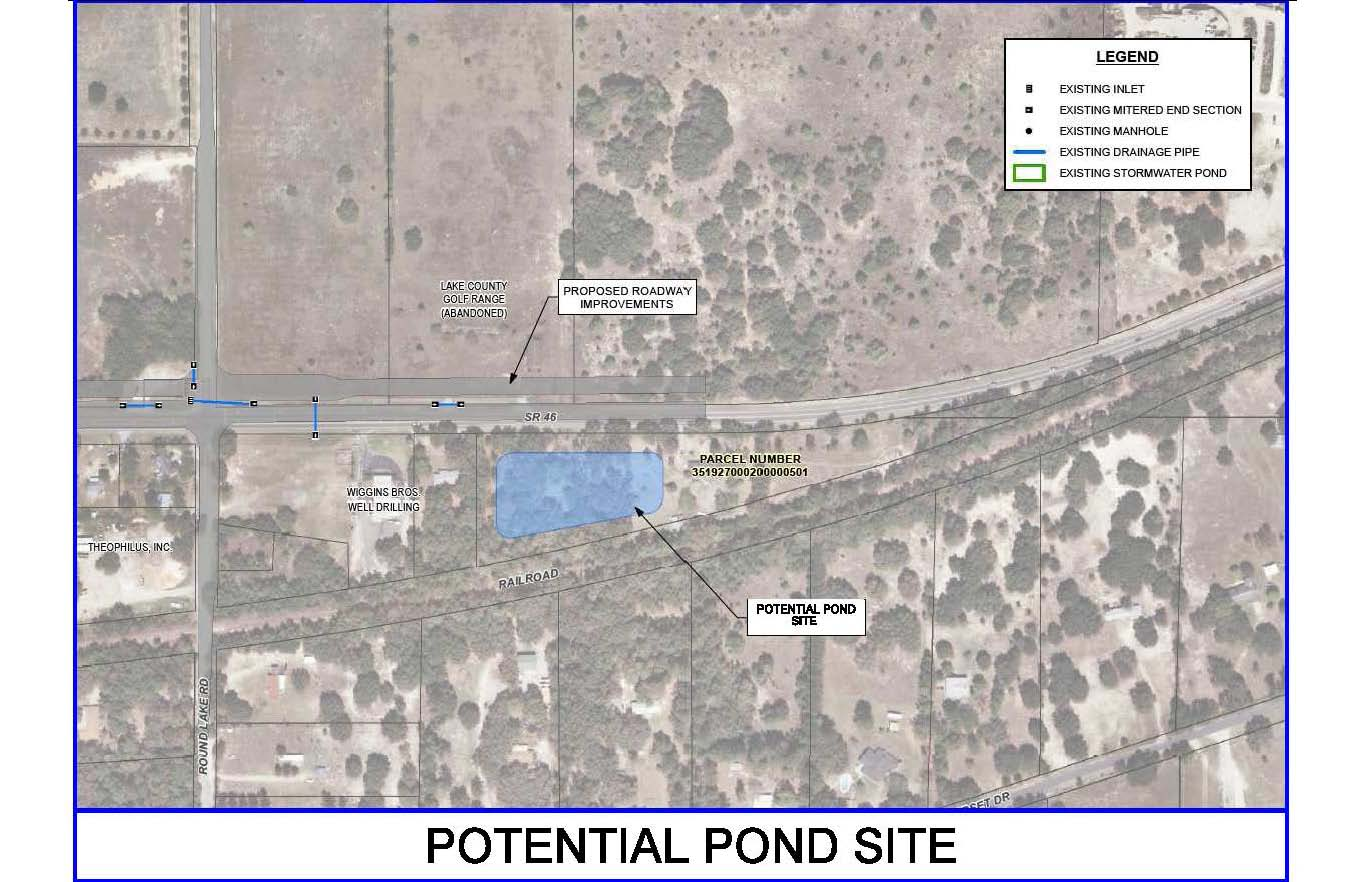 LEGEND
EXISTING INLET
EXISTING MITERED END SECTION
EXISTING MANHOLE
EXISTING DRAINAGE PIPE
EXISTING STORMWATER POND
LAKE COUNTY
GOLF RANGE
(ABANDONED)
PROPOSED ROADWAY
IMPROVEMENTS
SR 46
PARCEL NUMBER
351927000200000501
WIGGINS BROS.
WELL DRILLING
THEOPHILUS, INC.
RAILROAD
POTENTIAL POND
SITE
ROUND LAKE RD
DR
POTENTIAL POND SITE